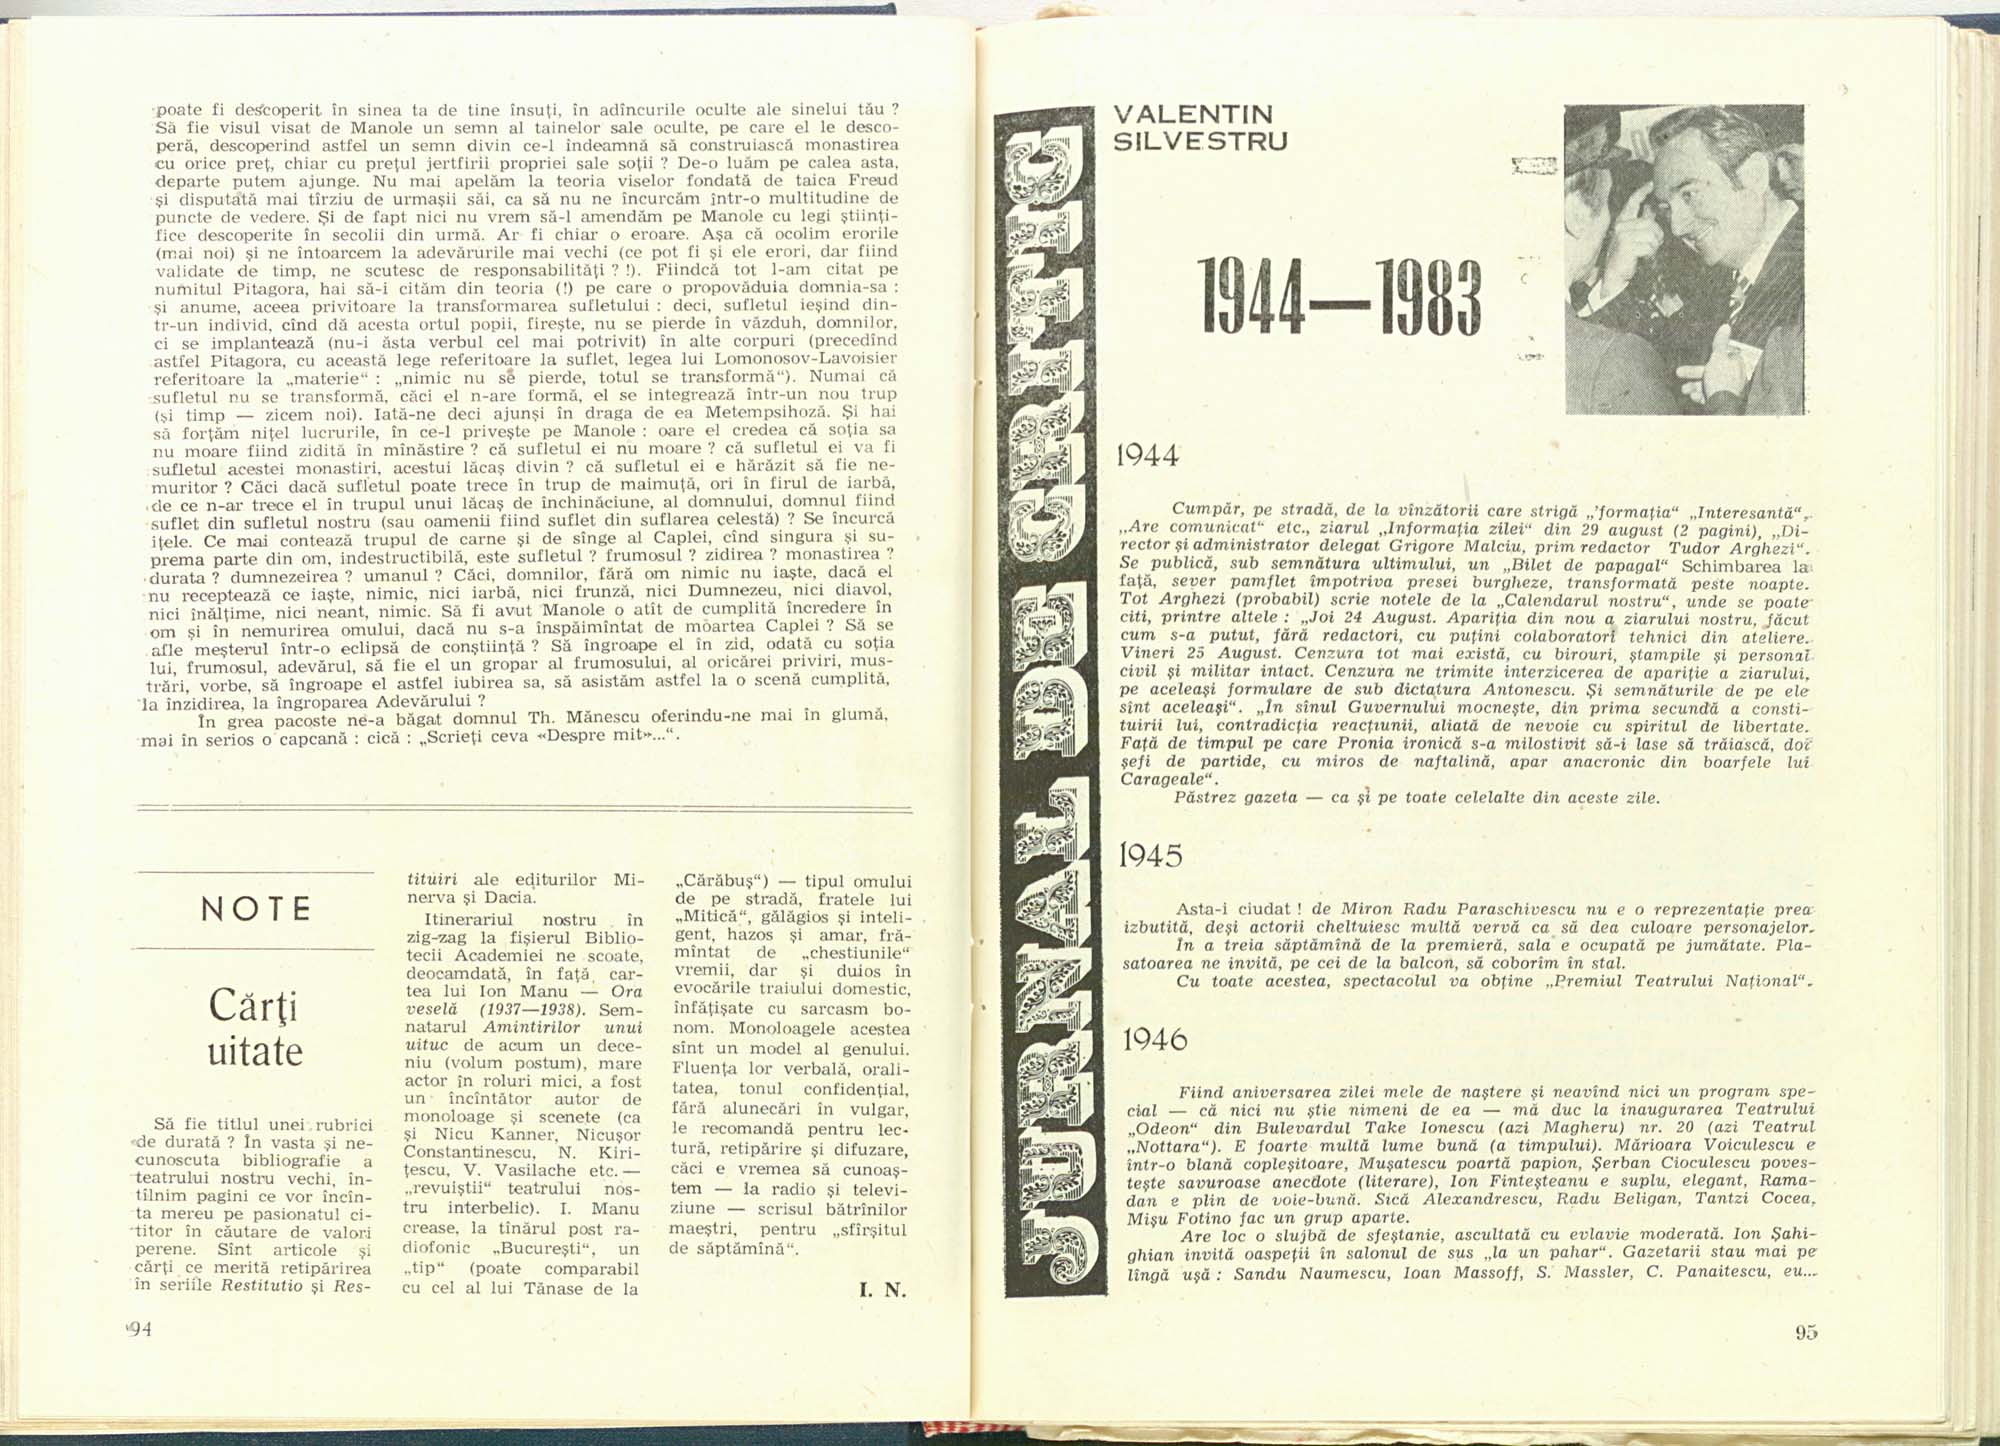 poate fi descoperit în sinea ta de tine însuți, în adîncurile oculte ale sinelui tău ?
Să fie visul visat de Manole un semn al tainelor sale oculte, pe care el le desco-
peră, descoperind astfel un semn divin ce-l îndeamnă să construiască monastirea
cu orice preț, chiar cu prețul jertfirii propriei sale soții ? De-o luăm pe calea asta,
departe putem ajunge. Nu mai apelăm la teoria viselor fondată de taica Freud
și disputată mai tîrziu de urmașii săi, ca să nu ne încurcăm într-o multitudine de
puncte de vedere. Și de fapt nici nu vrem să-l amendăm pe Manole cu legi științi-
fice descoperite în secolii din urmă. Ar fi chiar o eroare. Așa că ocolim erorile
(mai noi) și ne întoarcem la adevărurile mai vechi (ce pot fi și ele erori, dar fiind
validate de timp, ne scutesc de responsabilități ? !). Fiindcă tot l-am citat pe
numitul Pitagora, hai să-i cităm din teoria (!) pe care o propovăduia domnia-sa :
și anume, aceea privitoare la transformarea sufletului : deci, sufletul ieșind din-
tr-un individ, cînd dă acesta ortul popii, firește, nu se pierde în văzduh, domnilor,
ci se implantează (nu-i ăsta verbul cel mai potrivit) în alte corpuri (precedînd
astfel Pitagora, cu această lege referitoare la suflet, legea lui Lomonosov-Lavoisier
referitoare la „materie“ : „nimic nu se pierde, totul se transformă“). Numai că
sufletul nu se transformă, căci el n-are formă, el se integrează într-un nou trup
(și timp — zicem noi). Iată-ne deci ajunși în draga de ea Metempsihoză. Și hai
să forțăm nițel lucrurile, în ce-l privește pe Manole : oare el credea că soția sa
nu moare fiind zidită în mînăstire ? că sufletul ei nu moare ? că sufletul ei va fi
sufletul acestei monastiri, acestui lăcaș divin ? că sufletul ei e hărăzit să fie ne-
muritor ? Căci dacă sufletul poate trece în trup de maimuță, ori în firul de iarbă,
de ce n-ar trece el în trupul unui lăcaș de închinăciune, al domnului, domnul fiind
suflet din sufletul nostru (sau oamenii fiind suflet din suflarea celestă) ? Se încurcă
ițele. Ce mai contează trupul de carne și de sînge al Caplei, cînd singura și su-
prema parte din om, indestructibilă, este sufletul ? frumosul ? zidirea ? monastirea ?
durata ? dumnezeirea ? umanul ? Căci, domnilor, fără om nimic nu iaște, dacă el
nu receptează ce iaște, nimic, nici iarbă, nici frunză, nici Dumnezeu, nici diavol,
nici înălțime, nici neant, nimic. Să fi avut Manole o atît de cumplită încredere în
om și în nemurirea omului, dacă nu s-a înspăimîntat de moartea Caplei ? Să se
afle meșterul într-o eclipsă de conștiință ? Să îngroape el în zid, odată cu soția
lui, frumosul, adevărul, să fie el un gropar al frumosului, al oricărei priviri, mus-
trări, vorbe, să îngroape el astfel iubirea sa, să asistăm astfel la o scenă cumplită,
la înzidirea, la îngroparea Adevărului ?
În grea pacoste ne-a băgat domnul Th. Mănescu oferindu-ne mai în glumă,
mai în serios o capcană : cică : „Scrieți ceva «Despre mit»...“.
NOTE
Cărți
uitate
Să fie titlul unei rubrici
de durată ? În vasta și ne-
cunoscuta bibliografie a
teatrului nostru vechi, în-
tîlnim pagini ce vor încîn-
ta mereu pe pasionatul ci-
titor în căutare de valori
perene. Sînt articole și
cărți ce merită retipărirea
în seriile Restitutio și Res-
tituiri ale editurilor Mi-
nerva și Dacia.
Itinerariul nostru în
zig-zag la fișierul Biblio-
tecii Academiei ne scoate,
deocamdată, în față car-
tea lui Ion Manu — Ora
veselă (1937—1938). Sem-
natarul Amintirilor unui
uituc de acum un dece-
niu (volum postum), mare
actor în roluri mici, a fost
un încîntător autor de
monoloage și scenete (ca
și Nicu Kanner, Nicușor
Constantinescu, N. Kiri-
țescu, V. Vasilache etc. —
„revuiștii“ teatrului nos-
tru interbelic). I. Manu
crease, la tînărul post ra-
diofonic „București“, un
„tip“ (poate comparabil
cu cel al lui Tănase de la
„Cărăbuș“) — tipul omului
de pe stradă, fratele lui
„Mitică“, gălăgios și inteli-
gent, hazos și amar, fră-
mîntat de „chestiunile“
vremii, dar și duios în
evocările traiului domestic,
înfățișate cu sarcasm bo-
nom. Monoloagele acestea
sînt un model al genului.
Fluența lor verbală, orali-
tatea, tonul confidențial,
fără alunecări în vulgar,
le recomandă pentru lec-
tură, retipărire și difuzare,
căci e vremea să cunoaș-
tem — la radio și televi-
ziune — scrisul bătrînilor
maeștri, pentru „sfîrșitul
de săptămînă“.
I. N.
94
JURNAL DE CRITIC
VALENTIN
SILVESTRU
1944—1983
1944
Cumpăr, pe stradă, de la vînzătorii care strigă „'formația“ „Interesantă“,
„Are comunicat“ etc., ziarul „Informația zilei“ din 29 august (2 pagini), „Di-
rector și administrator delegat Grigore Malciu, prim redactor Tudor Arghezi“.
Se publică, sub semnătura ultimului, un „Bilet de papagal“ Schimbarea la
față, sever pamflet împotriva presei burgheze, transformată peste noapte.
Tot Arghezi (probabil) scrie notele de la „Calendarul nostru“, unde se poate
citi, printre altele : „Joi 24 August. Apariția din nou a ziarului nostru, făcut
cum s-a putut, fără redactori, cu puțini colaboratori tehnici din ateliere.
Vineri 25 August. Cenzura tot mai există, cu birouri, ștampile și personal
civil și militar intact. Cenzura ne trimite interzicerea de apariție a ziarului,
pe aceleași formulare de sub dictatura Antonescu. Și semnăturile de pe ele
sînt aceleași“. „În sînul Guvernului mocnește, din prima secundă a consti-
tuirii lui, contradicția reacțiunii, aliată de nevoie cu spiritul de libertate.
Față de timpul pe care Pronia ironică s-a milostivit să-i lase să trăiască, doi
șefi de partide, cu miros de naftalină, apar anacronic din boarfele lui
Carageale“.
Păstrez gazeta — ca și pe toate celelalte din aceste zile.
1945
Asta-i ciudat ! de Miron Radu Paraschivescu nu e o reprezentație prea
izbutită, deși actorii cheltuiesc multă vervă ca să dea culoare personajelor.
În a treia săptămînă de la premieră, sala e ocupată pe jumătate. Pla-
satoarea ne invită, pe cei de la balcon, să coborîm în stal.
Cu toate acestea, spectacolul va obține „Premiul Teatrului Național“.
1946
Fiind aniversarea zilei mele de naștere și neavînd nici un program spe-
cial — că nici nu știe nimeni de ea — mă duc la inaugurarea Teatrului
„Odeon“ din Bulevardul Take Ionescu (azi Magheru) nr. 20 (azi Teatrul
„Nottara“). E foarte multă lume bună (a timpului). Mărioara Voiculescu e
într-o blană copleșitoare, Mușatescu poartă papion, Șerban Cioculescu poves-
tește savuroase anecdote (literare), Ion Finteșteanu e suplu, elegant, Rama-
dan e plin de voie-bună. Sică Alexandrescu, Radu Beligan, Tantzi Cocea,
Mișu Fotino fac un grup aparte.
Are loc o slujbă de sfeștanie, ascultată cu evlavie moderată. Ion Șahi-
ghian invită oaspeții în salonul de sus „la un pahar“. Gazetarii stau mai pe
lîngă ușă : Sandu Naumescu, Ioan Massoff, S. Massler, C. Panaitescu, eu...
95